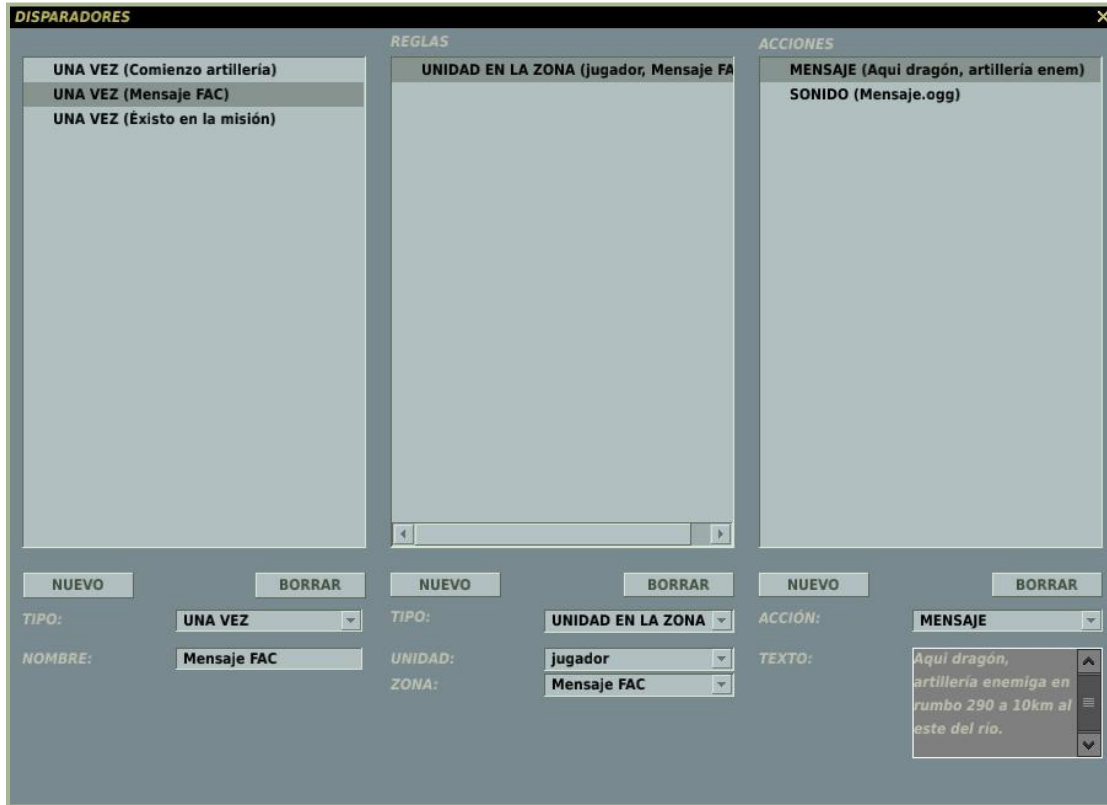 DISPARADORES
REGLAS
ACCIONES
UNA VEZ (Comienzo artillería)
UNA VEZ (Mensaje FAC)
UNA VEZ (Éxisto en la misión)
UNIDAD EN LA ZONA (jugador, Mensaje FA
MENSAJE (Aqui dragón, artillería enem)
SONIDO (Mensaje.ogg)
NUEVO
BORRAR
NUEVO
BORRAR
NUEVO
BORRAR
TIPO:
UNA VEZ
NOMBRE:
Mensaje FAC
TIPO:
UNIDAD EN LA ZONA
UNIDAD:
jugador
ZONA:
Mensaje FAC
ACCIÓN:
MENSAJE
TEXTO:
Aqui dragón,
artillería enemiga en
rumbo 290 a 10km al
este del río.